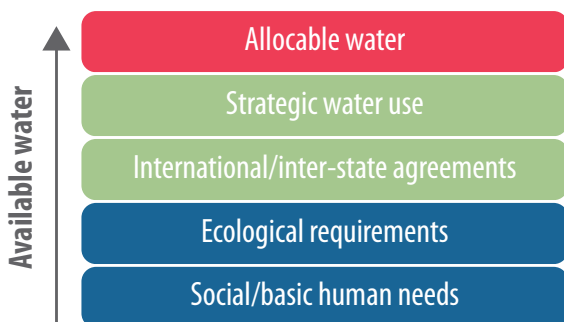 Available water
Allocable water
Strategic water use
International/inter-state agreements
Ecological requirements
Social/basic human needs